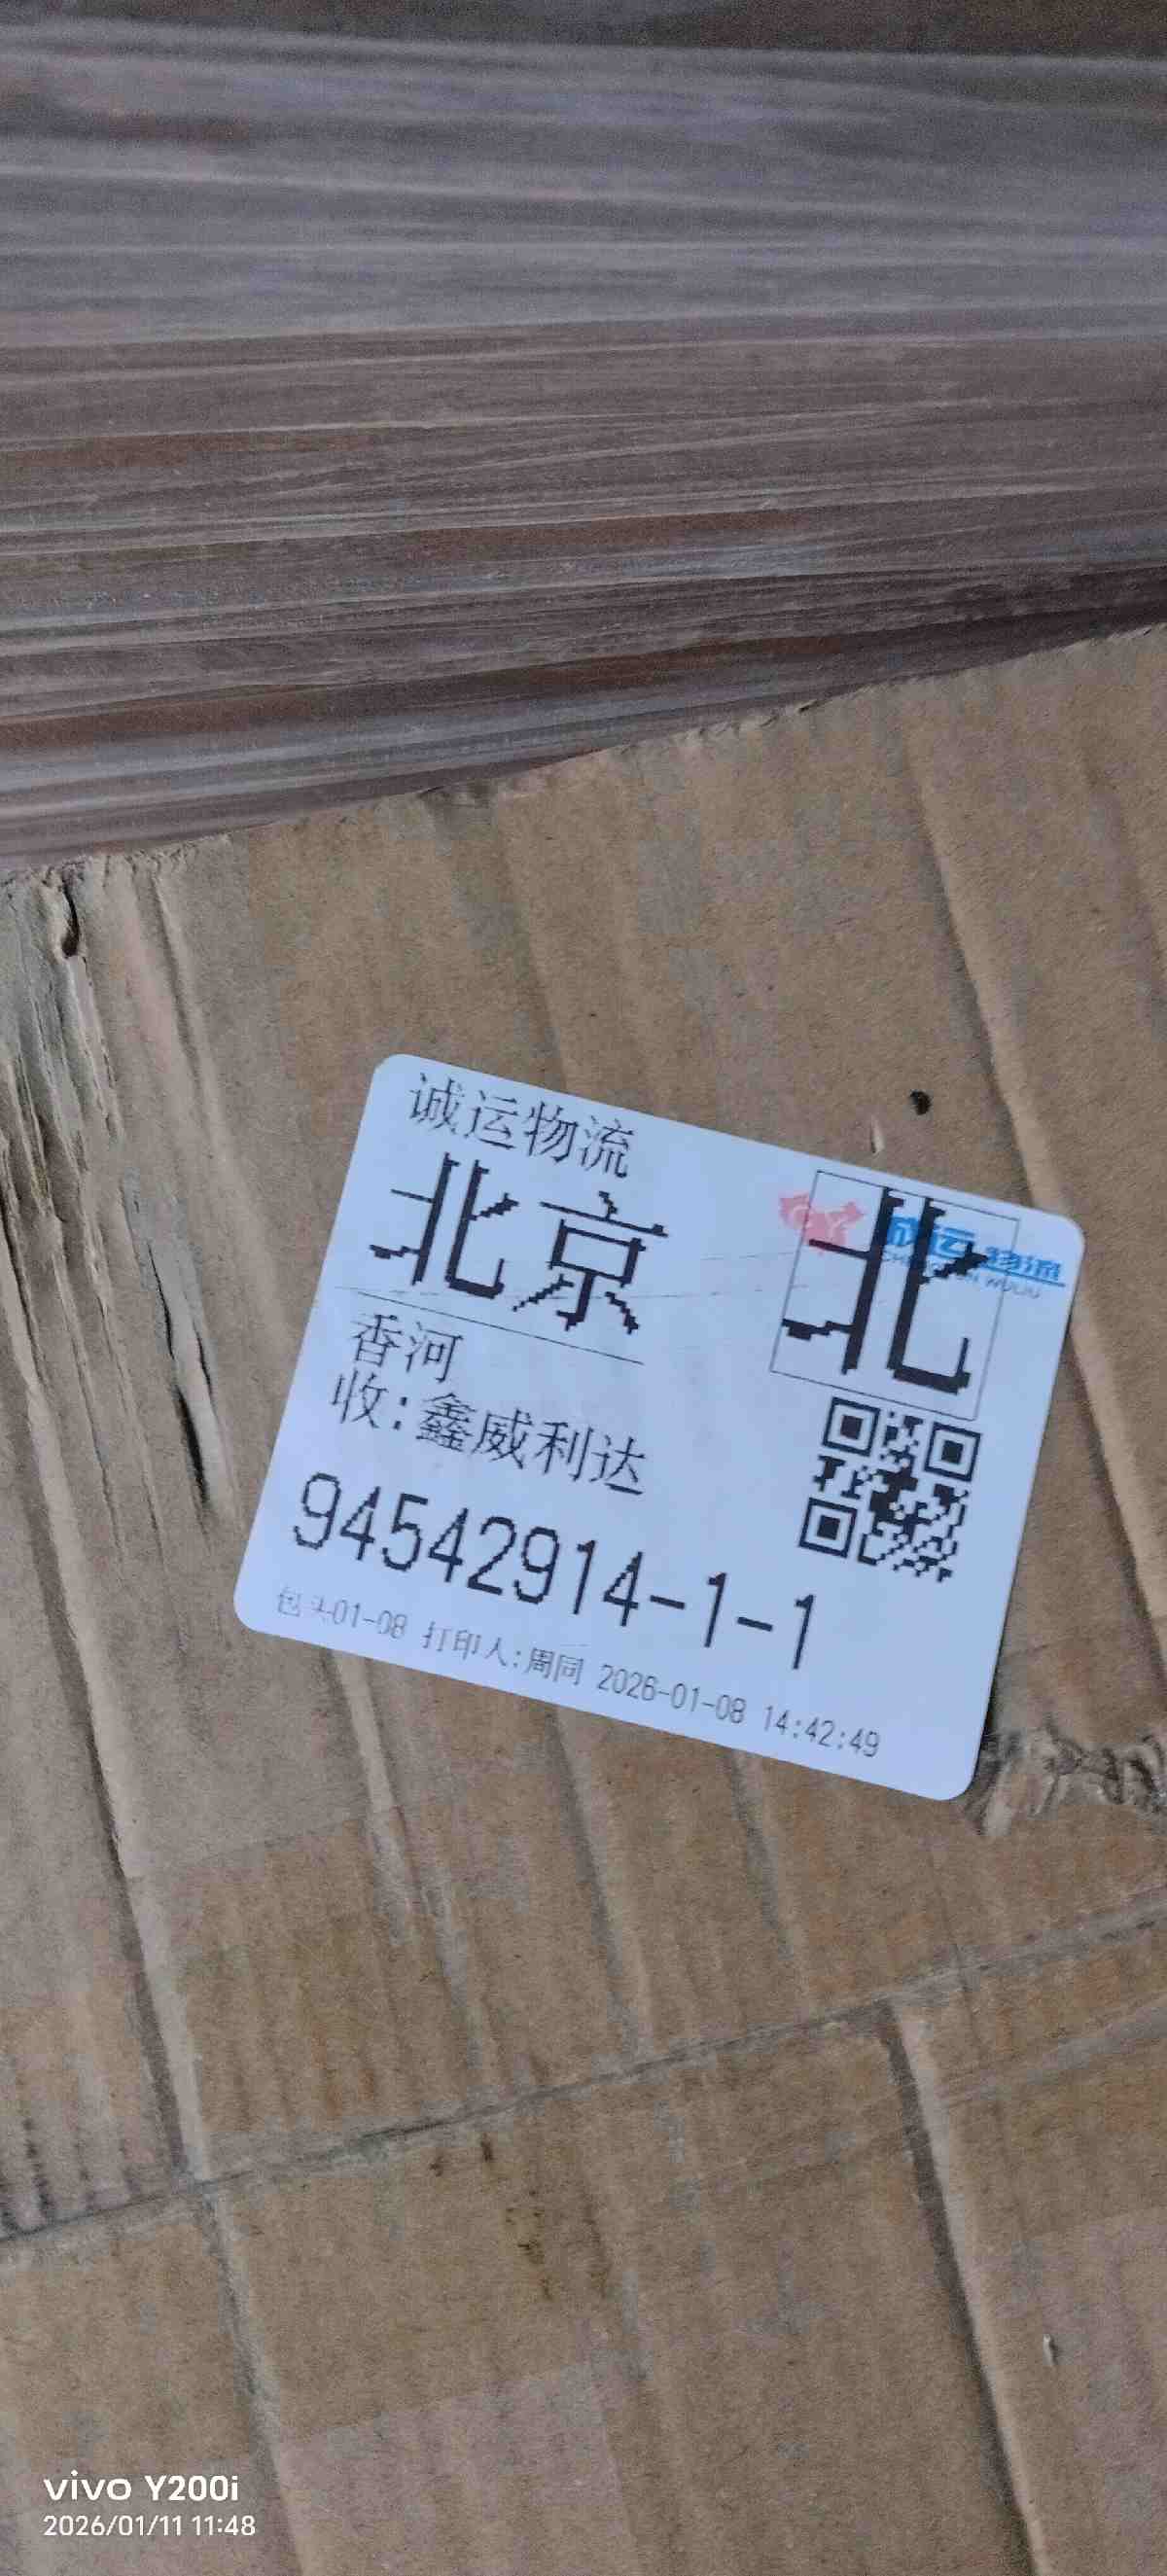 诚运物流
北京
北
香河
收:鑫威利达
94542914-1-1
包头01-08 打印人:周同 2026-01-08 14:42:49
vivo Y200i
2026/01/11 11:48